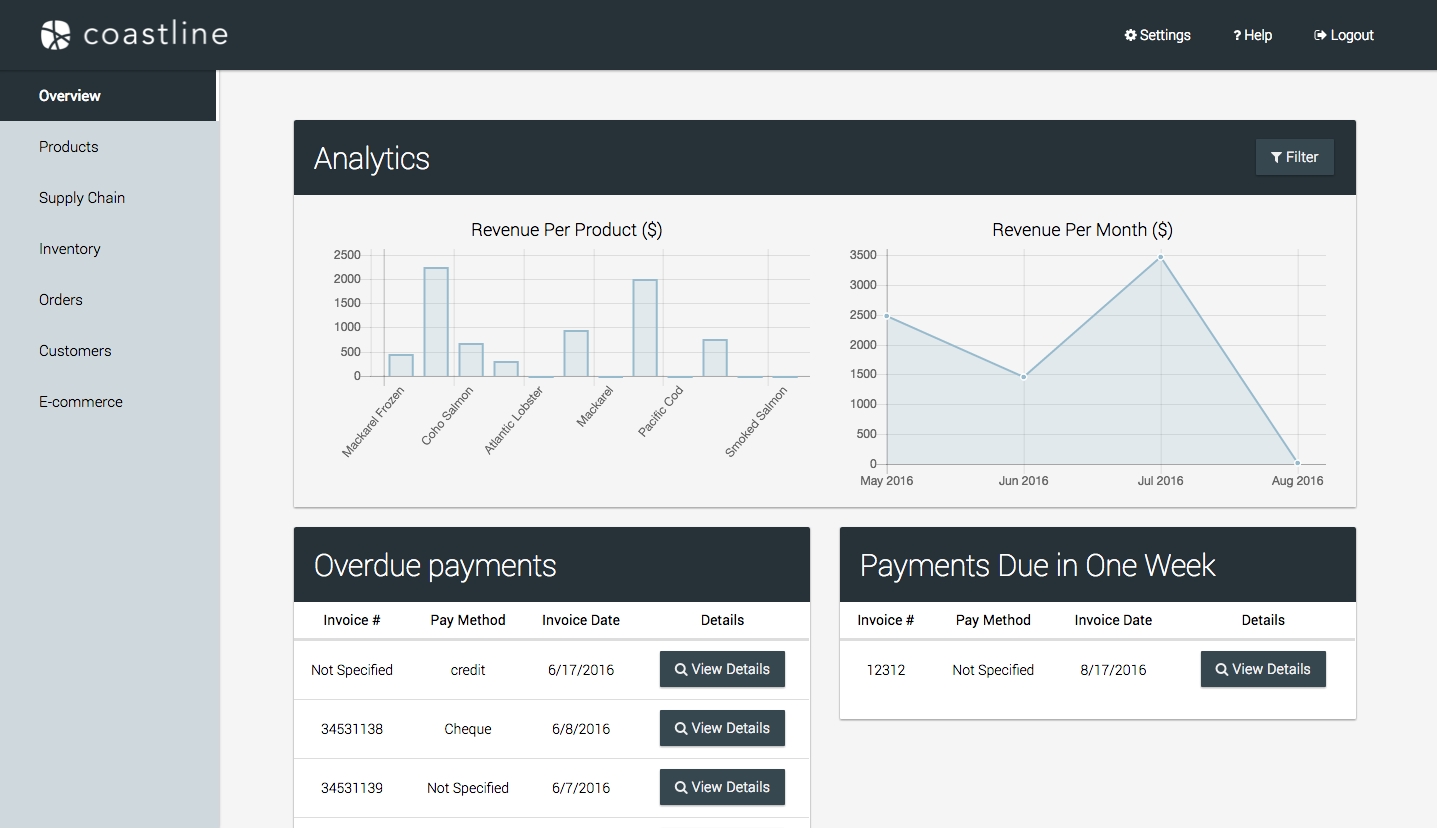 coastline
Settings
? Help
Logout
Overview
Products
Supply Chain
Inventory
Orders
Customers
E-commerce
Analytics
Filter
Revenue Per Product ($)
2500
2000
1500
1000
500
0
Mackarel Frozen
Coho Salmon
Atlantic Lobster
Mackarel
Pacific Cod
Smoked Salmon
Revenue Per Month ($)
3500
3000
2500
2000
1500
1000
500
0
May 2016
Jun 2016
Jul 2016
Aug 2016
Overdue payments
Invoice # Pay Method Invoice Date Details
Not Specified credit 6/17/2016 View Details
34531138 Cheque 6/8/2016 View Details
34531139 Not Specified 6/7/2016 View Details
Payments Due in One Week
Invoice # Pay Method Invoice Date Details
12312 Not Specified 8/17/2016 View Details